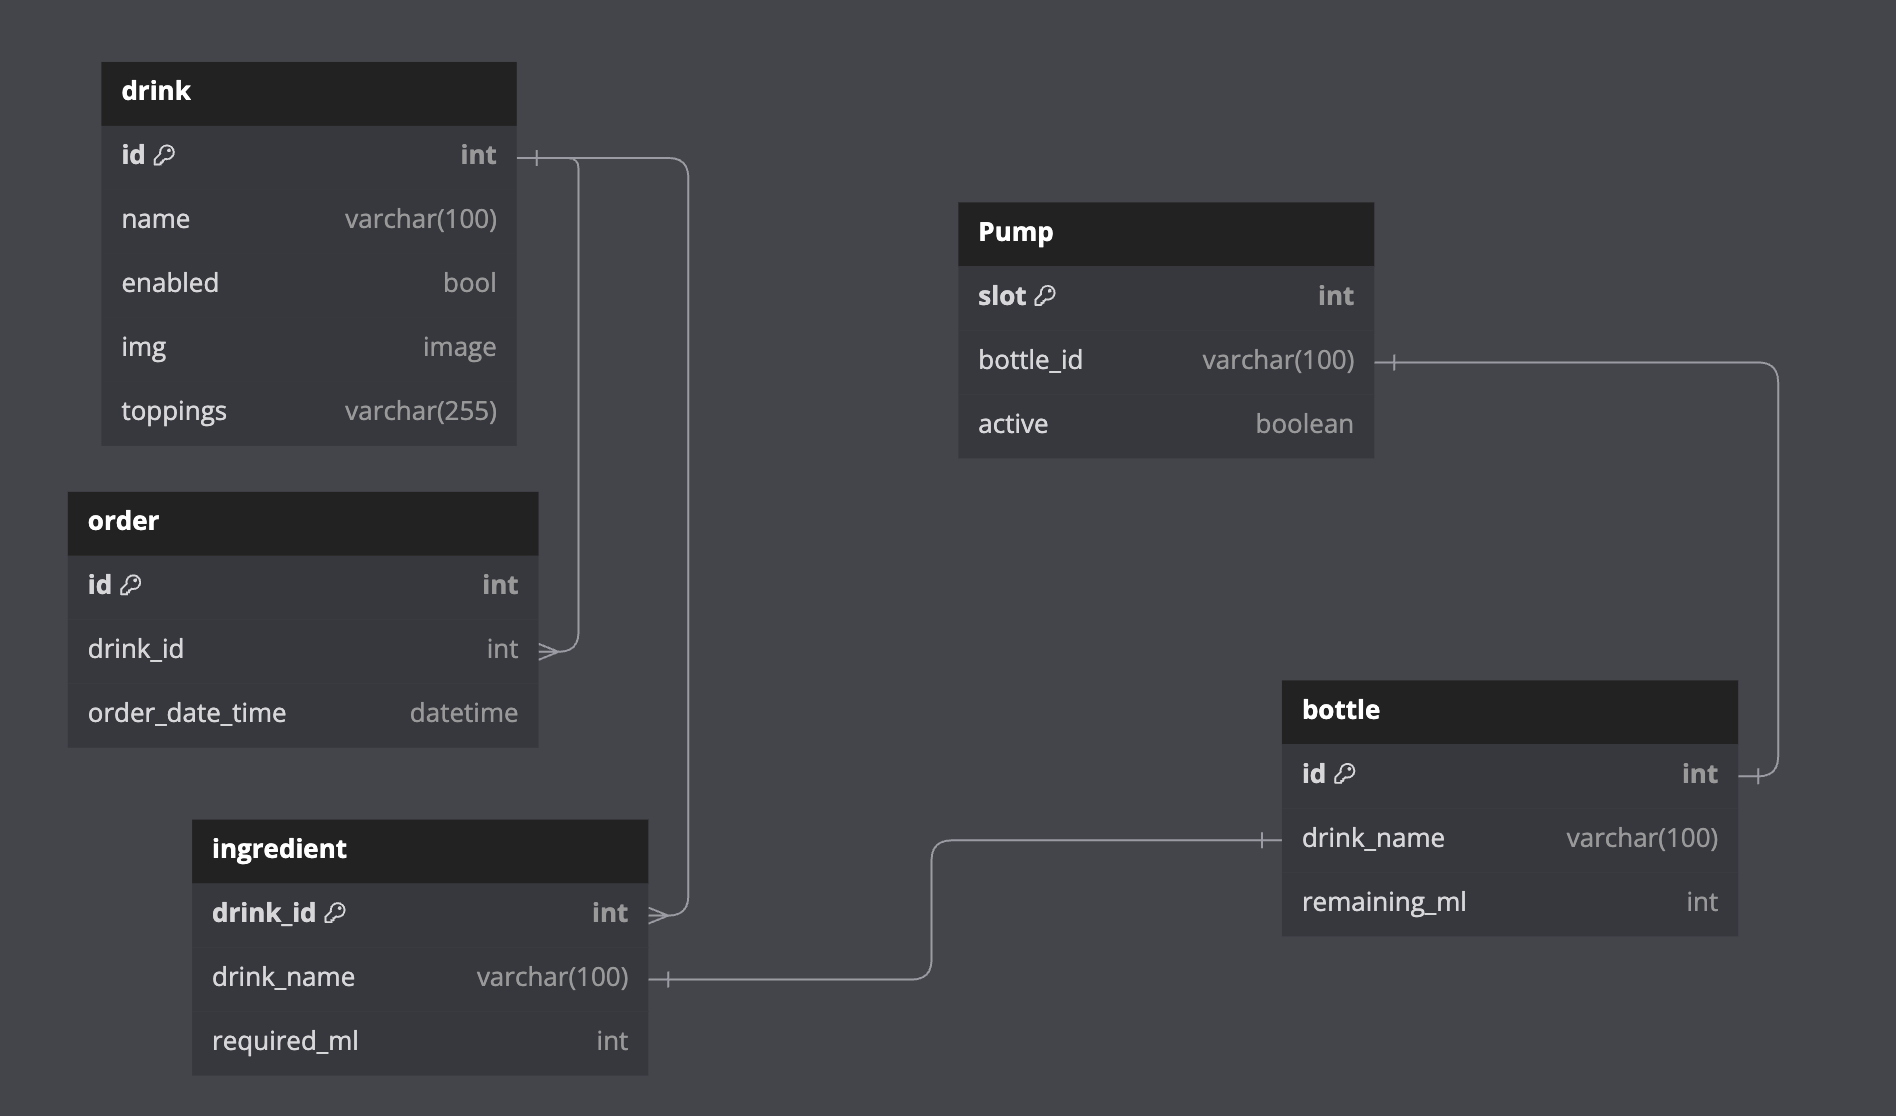 drink
id int
name varchar(100)
enabled bool
img image
toppings varchar(255)
order
id int
drink_id int
order_date_time datetime
ingredient
drink_id int
drink_name varchar(100)
required_ml int
Pump
slot int
bottle_id varchar(100)
active boolean
bottle
id int
drink_name varchar(100)
remaining_ml int